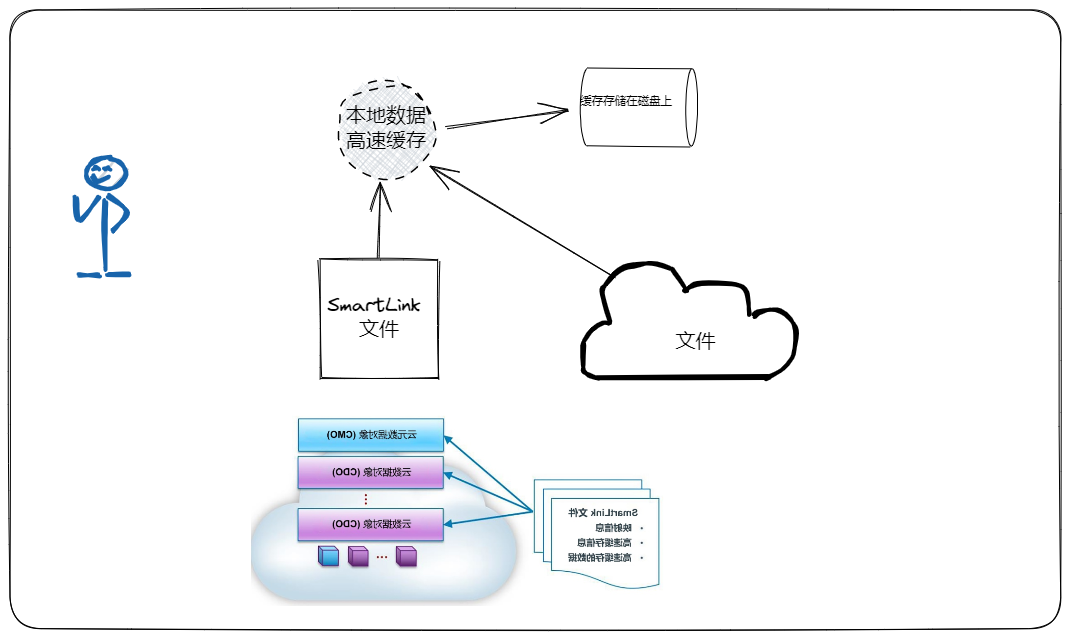 本地数据
高速缓存
缓存存储在磁盘上
SmartLink
文件
文件
云元数据对象 (CMO)
云数据对象 (CDO)
云数据对象 (CDO)
SmartLink 文件
• 映射信息
• 高速缓存信息
• 高速缓存的数据